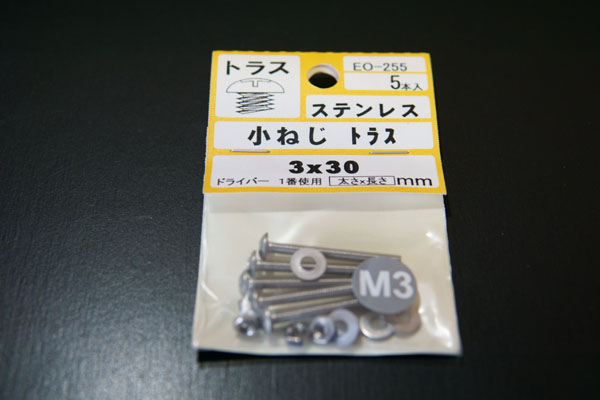 トラス
EO-255
5本入
ステンレス
小ねじ トラス
3x30
ドライバー 1番使用 太さ×長さ mm
M3